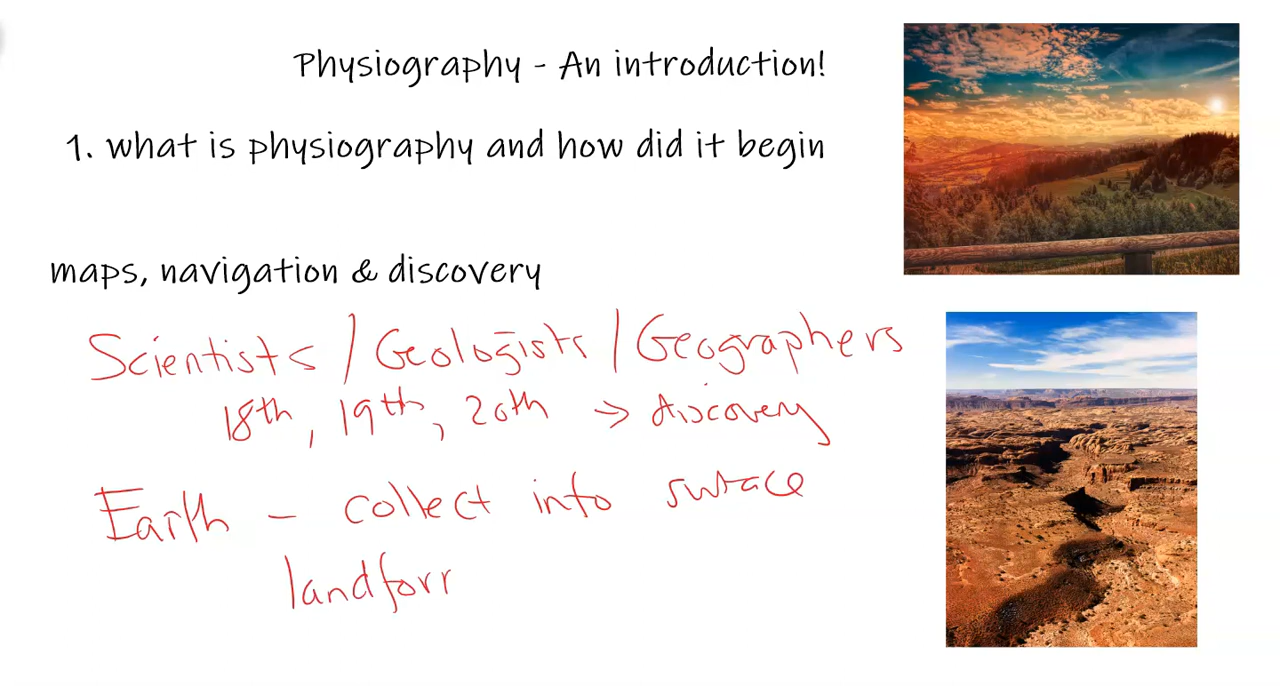 Physiography - An introduction!
1. what is physiography and how did it begin
maps, navigation & discovery
Scientists / Geologists / Geographers
18th, 19th, 20th → discovery
Earth - collect info surface
landforr